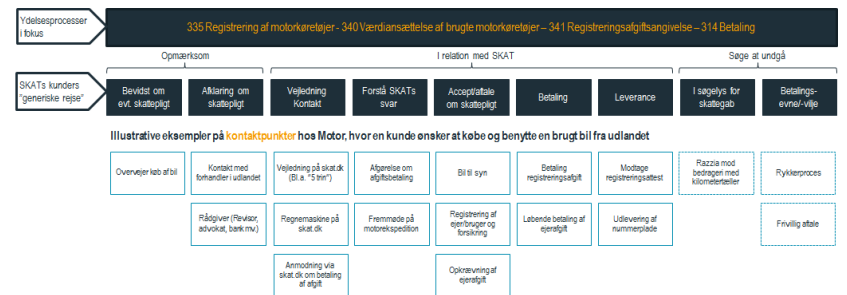 Ydelsesprocesser
i fokus
335 Registrering af motorkøretøjer - 340 Værdiansættelse af brugte motorkøretøjer – 341 Registreringsafgiftsangivelse – 314 Betaling
Opmærksom
I relation med SKAT
Søge at undgå
SKATs kunders
"generiske rejse"
Bevidst om
evt. skattepligt
Afklaring om
skattepligt
Vejledning
Kontakt
Forstå SKATs
svar
Accept/aftale
om skattepligt
Betaling
Leverance
I søgelys for
skattegab
Betalings-
evne/-vilje
Illustrative eksempler på kontaktpunkter hos Motor, hvor en kunde ønsker at købe og benytte en brugt bil fra udlandet
Overvejer køb af bil
Kontakt med
forhandler i udlandet
Vejledning på skat.dk
(Bl.a. "5 trin")
Afgørelse om
afgiftsbetaling
Bil til syn
Betaling
registreringsafgift
Modtage
registreringsattest
Razzia mod
bedrageri med
kilometertæller
Rykkerproces
Rådgiver (Revisor,
advokat, bank mv.)
Regnemaskine på
skat.dk
Fremmøde på
motorekspedition
Registrering af
ejer/bruger og
forsikring
Løbende betaling af
ejerafgift
Udlevering af
nummerplade
Frivillig aftale
Anmodning via
skat.dk om betaling
af afgift
Opkrævning af
ejerafgift